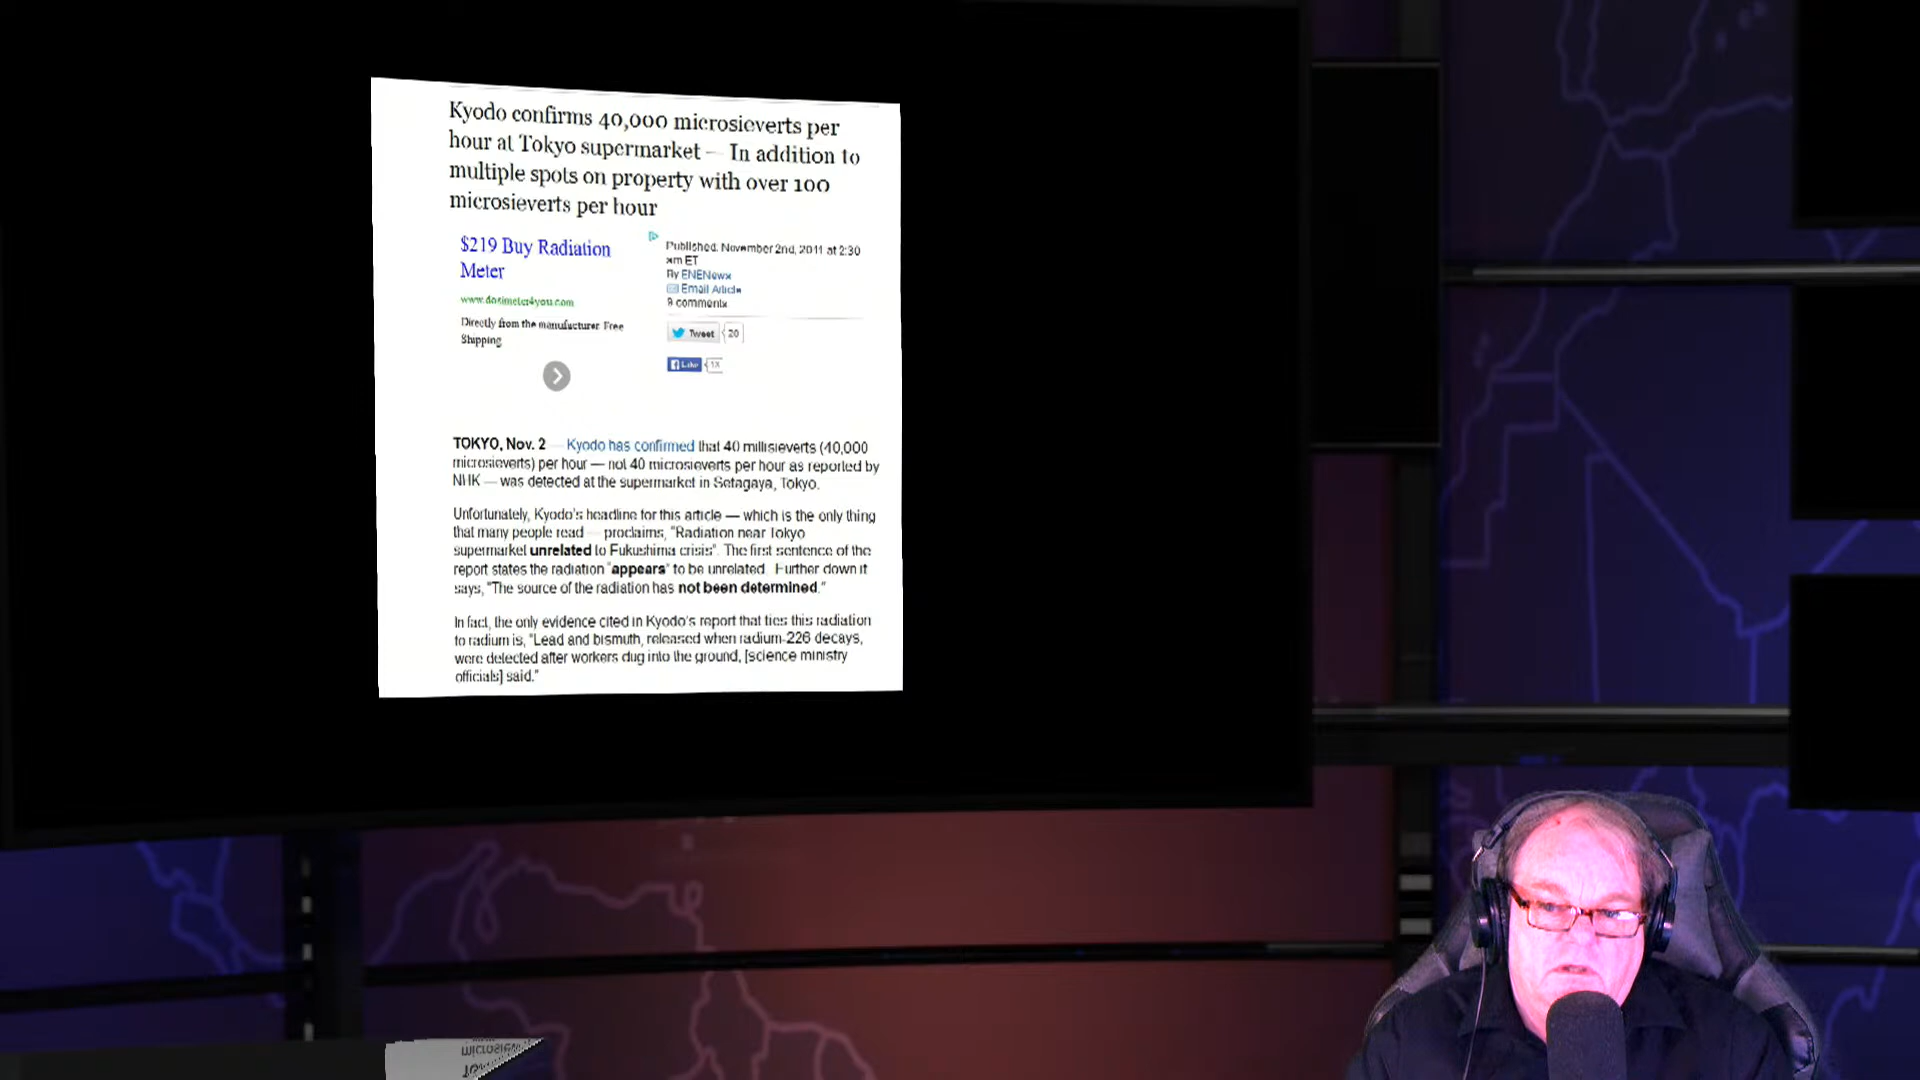 Kyodo confirms 40,000 microsieverts per
hour at Tokyo supermarket — In addition to
multiple spots on property with over 100
microsieverts per hour
$219 Buy Radiation
Meter
www.dosimeter4you.com
Directly from the manufacturer Free
Shipping
Published: November 2nd, 2011 at 2:30
am ET
By ENENews
Email Article
9 comments
Tweet
20
Like
TOKYO, Nov. 2 — Kyodo has confirmed that 40 millisieverts (40,000
microsieverts) per hour — not 40 microsieverts per hour as reported by
NHK — was detected at the supermarket in Setagaya, Tokyo.
Unfortunately, Kyodo's headline for this article — which is the only thing
that many people read — proclaims, "Radiation near Tokyo
supermarket unrelated to Fukushima crisis". The first sentence of the
report states the radiation "appears" to be unrelated. Further down it
says, "The source of the radiation has not been determined."
In fact, the only evidence cited in Kyodo's report that ties this radiation
to radium is, "Lead and bismuth, released when radium-226 decays,
were detected after workers dug into the ground, [science ministry
officials] said."